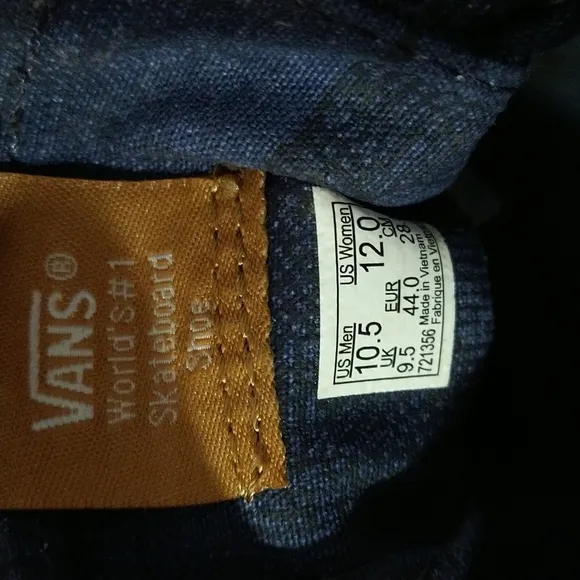 VANS®
World's #1
Skateboard
Shoe
US Men US Women
10.5 12.0
UK EUR CM
9.5 44.0 28
721356 Made in Vietnam
Fabriqué en